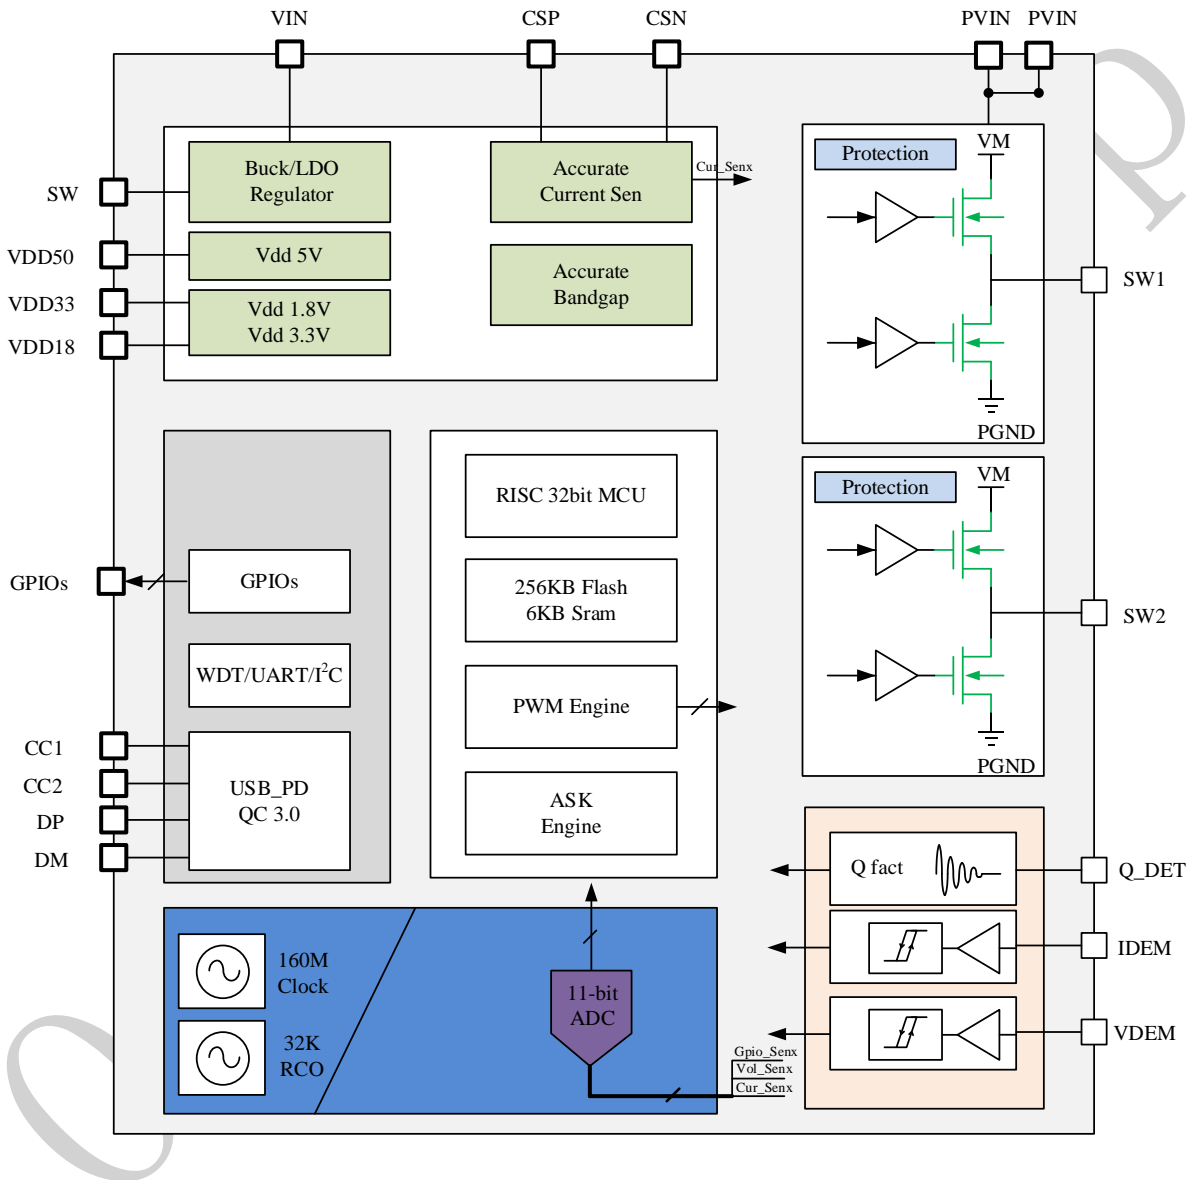 VIN
CSP
CSN
PVIN
PVIN
SW
VDD50
VDD33
VDD18
Buck/LDO
Regulator
Vdd 5V
Vdd 1.8V
Vdd 3.3V
Accurate
Current Sen
Cur_Senx
Accurate
Bandgap
Protection
VM
PGND
SW1
Protection
VM
PGND
SW2
GPIOs
GPIOs
WDT/UART/I²C
CC1
CC2
DP
DM
USB_PD
QC 3.0
RISC 32bit MCU
256KB Flash
6KB Sram
PWM Engine
ASK
Engine
160M
Clock
32K
RCO
11-bit
ADC
Gpio_Senx
Vol_Senx
Cur_Senx
Q fact
Q_DET
IDEM
VDEM